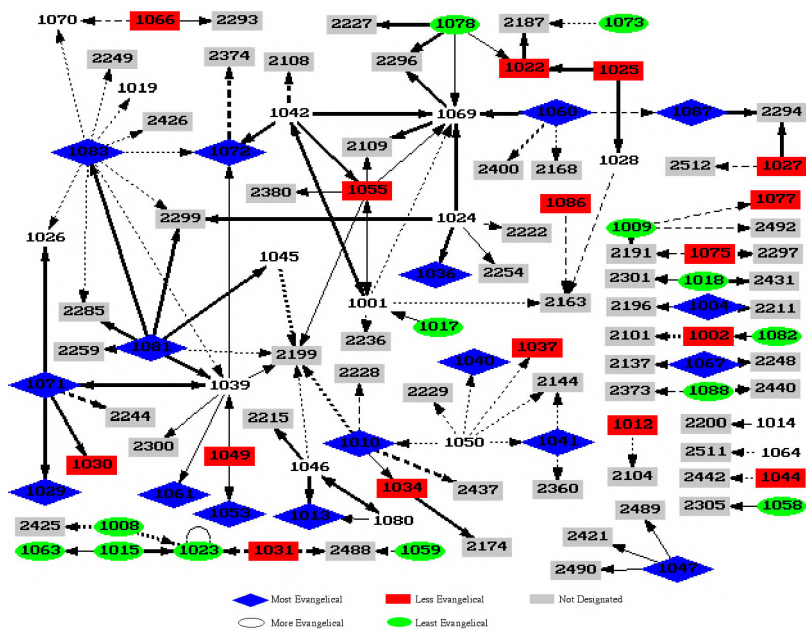 1070 1066 2293 2227 1078 2187 1073
2249 2374 2108 2296 1022 1025
1019
2426 1042 1069 1060 1087 2294
1083 1072 2109 2400 2168 1028 2512 1027
2380 1055 1086 1077
1026 2299 1024 2222 1009 2492
1045 1036 2254 2191 1075 2297
2301 1018 2431
2285 1001 2163 2196 1004 2211
1017
2259 1081 2199 2236 2101 1002 1082
1040 1037
2228 2137 1067 2248
1071 1039 2229 2144 2373 1088 2440
2244 2215
2300 1010 1050 1041 1012 2200 1014
1030 1049 1046 2511 1064
1029 1061 1034 2437 2360 2104 2442 1044
1053 1013 1080 2489 2305 1058
2425 1008 2174 2421
1063 1015 1023 1031 2488 1059 2490 1047
Most Evangelical Less Evangelical Not Designated
More Evangelical Least Evangelical